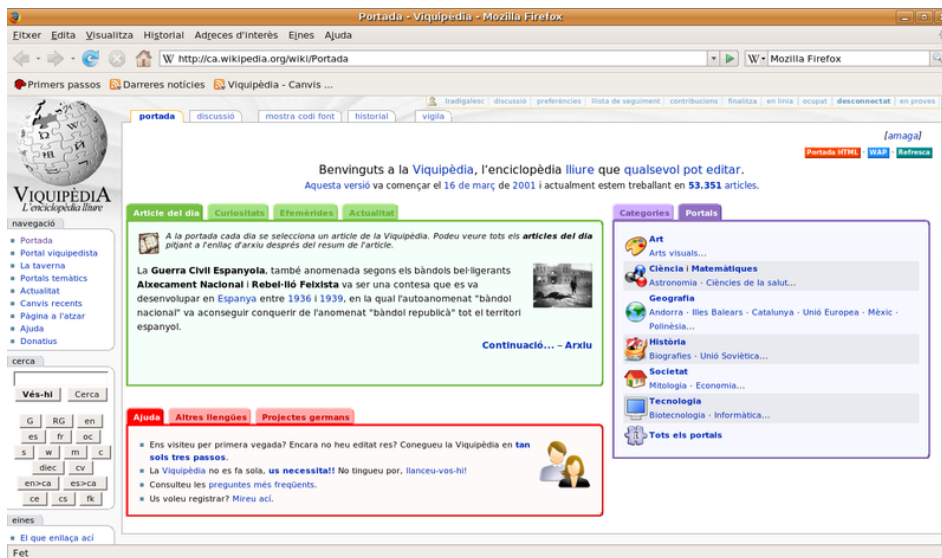 Portada - Viquipèdia - Mozilla Firefox
Eitxer Edita Visualitza Historial Adreces d'interès Eines Ajuda
http://ca.wikipedia.org/wiki/Portada
Mozilla Firefox
Primers passos Darreres notícies Viquipèdia - Canvis ...
iradigalesc discussió preferències llista de seguiment contribucions finalitza en línia ocupat desconnectat en proves
portada discussió mostra codi font historial vigila
[amaga]
Portada HTML - WAP - Refresca
Benvinguts a la Viquipèdia, l'enciclopèdia lliure que qualsevol pot editar.
Aquesta versió va començar el 16 de març de 2001 i actualment estem treballant en 53.351 articles.
VIQUIPÈDIA
L'enciclopèdia lliure
navegació
Portada
Portal viquipedista
La taverna
Portals temàtics
Actualitat
Canvis recents
Pàgina a l'atzar
Ajuda
Donatius
cerca
Vés-hi Cerca
G RG en
es fr oc
s w m c
diec cv
en>ca es>ca
ce cs fk
eines
El que enllaça aquí
Article del dia Curiositats Efemèrides Actualitat
A la portada cada dia se selecciona un article de la Viquipèdia. Podeu veure tots els articles del dia
pitjant a l'enllaç d'arxiu després del resum de l'article.
La Guerra Civil Espanyola, també anomenada segons els bàndols bel·ligerants
Alxecament Nacional i Rebel·lió Feixista va ser una contesa que es va
desenvolupar en Espanya entre 1936 i 1939, en la qual l'autoanomenat "bàndol
nacional" va aconseguir conquerir de l'anomenat "bàndol republicà" tot el territori
espanyol.
Continuació... – Arxiu
Ajuda Altres llengües Projectes germans
Ens visiteu per primera vegada? Encara no heu editat res? Conegueu la Viquipèdia en tan
sols tres passos.
La Viquipèdia no es fa sola, us necessita!! No tingueu por, llanceu-vos-hi!
Consulteu les preguntes més freqüents.
Us voleu registrar? Mireu ací.
Categories Portals
Art
Arts visuals...
Ciència i Matemàtiques
Astronomia · Ciències de la salut...
Geografia
Andorra · Illes Balears · Catalunya · Unió Europea · Mèxic ·
Polinèsia...
Història
Biografies · Unió Soviètica...
Societat
Mitologia · Economia...
Tecnologia
Biotecnologia · Informàtica...
Tots els portals
Fet